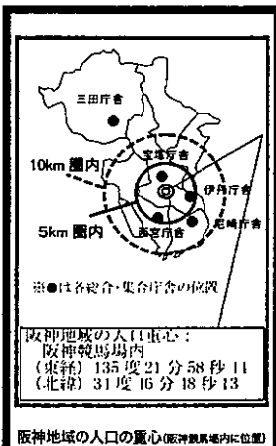 三田庁舎
10km 圏内
宝塚庁舎
伊丹庁舎
5km 圏内
西宮庁舎
尼崎庁舎
※●は各総合・集合庁舎の位置
阪神地域の人口重心:
阪神競馬場内
(東経) 135 度 21 分 58 秒 11
(北緯) 31 度 16 分 18 秒 13
阪神地域の人口の重心(阪神競馬場内に位置)